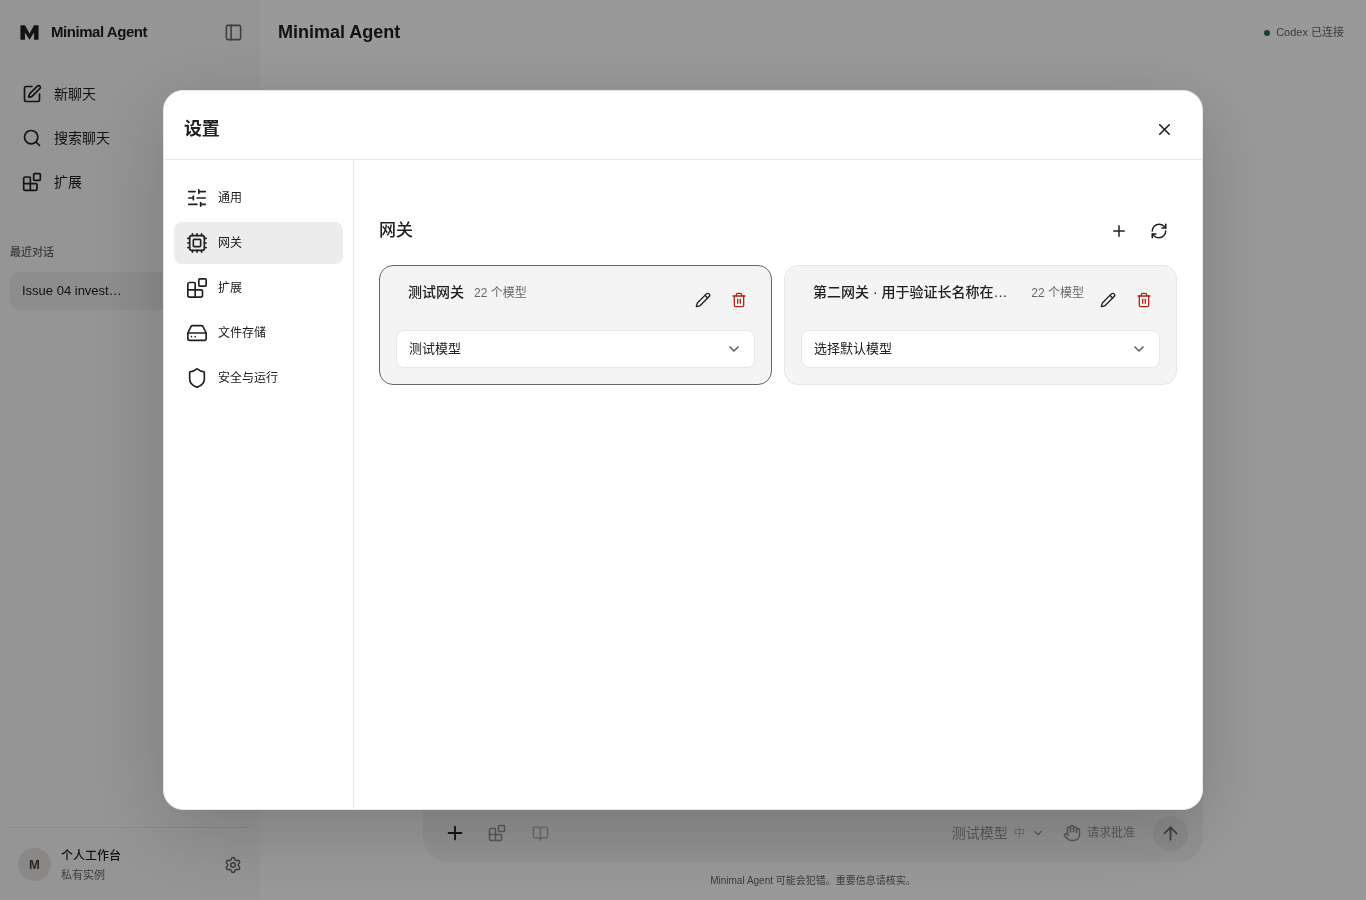 Minimal Agent
Minimal Agent
Codex 已连接
新聊天
搜索聊天
扩展
最近对话
Issue 04 invest…
设置
通用
网关
扩展
文件存储
安全与运行
网关
测试网关 22 个模型
测试模型
第二网关 · 用于验证长名称在… 22 个模型
选择默认模型
测试模型 中
请求批准
M
个人工作台
私有实例
Minimal Agent 可能会犯错。重要信息请核实。